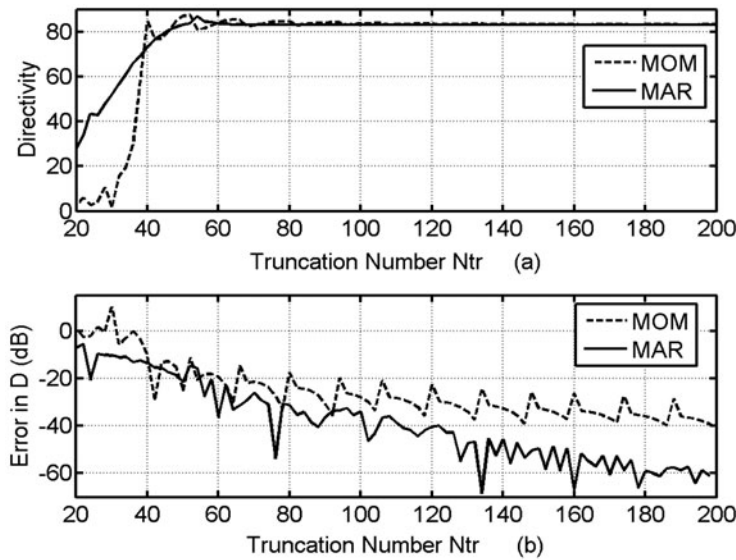 80
60
40
20
0
Directivity
MOM
MAR
20 40 60 80 100 120 140 160 180 200
Truncation Number Ntr (a)
0
-20
-40
-60
Error in D (dB)
MOM
MAR
20 40 60 80 100 120 140 160 180 200
Truncation Number Ntr (b)